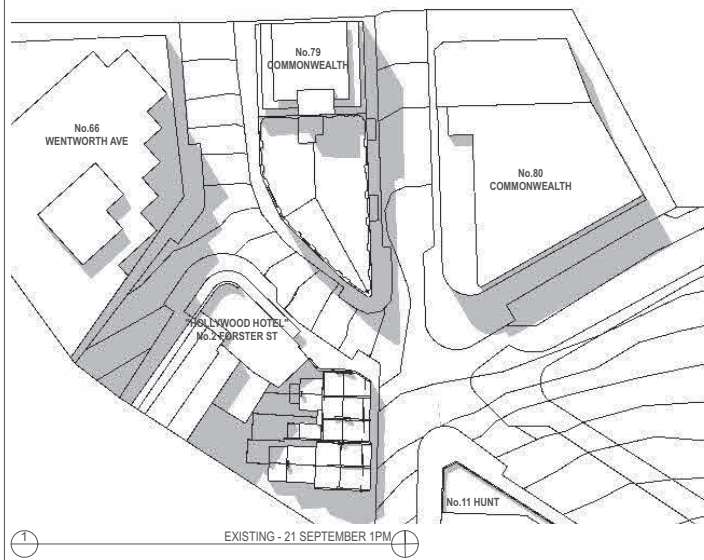 No.79
COMMONWEALTH
No.66
WENTWORTH AVE
No.80
COMMONWEALTH
"HOLLYWOOD HOTEL"
No.2 FORSTER ST
No.11 HUNT
1
EXISTING - 21 SEPTEMBER 1PM